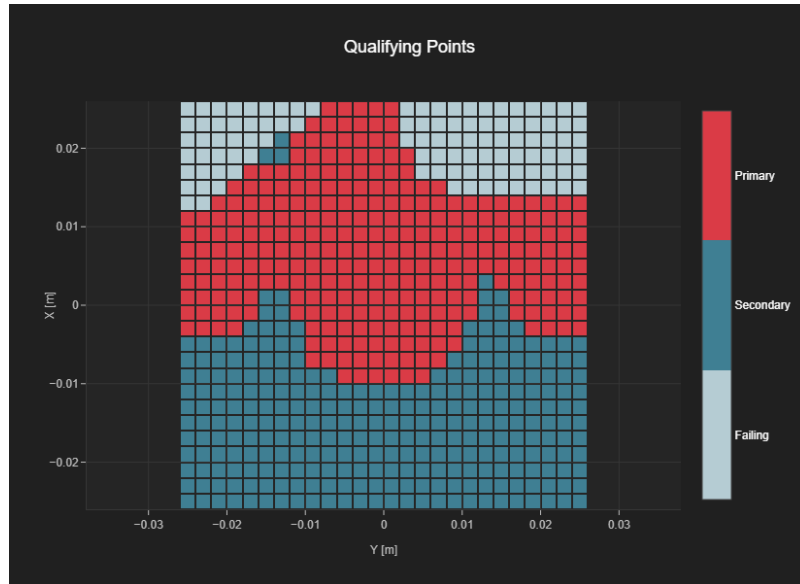 Qualifying Points
0.02
0.01
0
−0.01
−0.02
X [m]
−0.03
−0.02
−0.01
0
0.01
0.02
0.03
Y [m]
Primary
Secondary
Failing